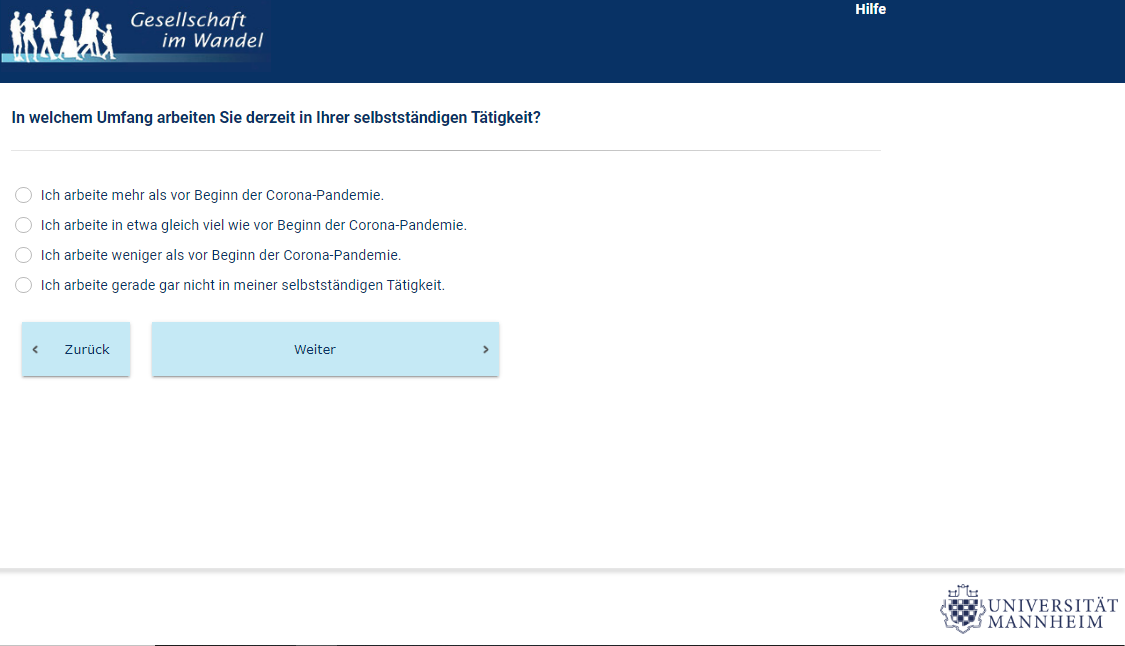 Gesellschaft
im Wandel
Hilfe
In welchem Umfang arbeiten Sie derzeit in Ihrer selbstständigen Tätigkeit?
Ich arbeite mehr als vor Beginn der Corona-Pandemie.
Ich arbeite in etwa gleich viel wie vor Beginn der Corona-Pandemie.
Ich arbeite weniger als vor Beginn der Corona-Pandemie.
Ich arbeite gerade gar nicht in meiner selbstständigen Tätigkeit.
‹ Zurück
Weiter ›
UNIVERSITÄT
MANNHEIM